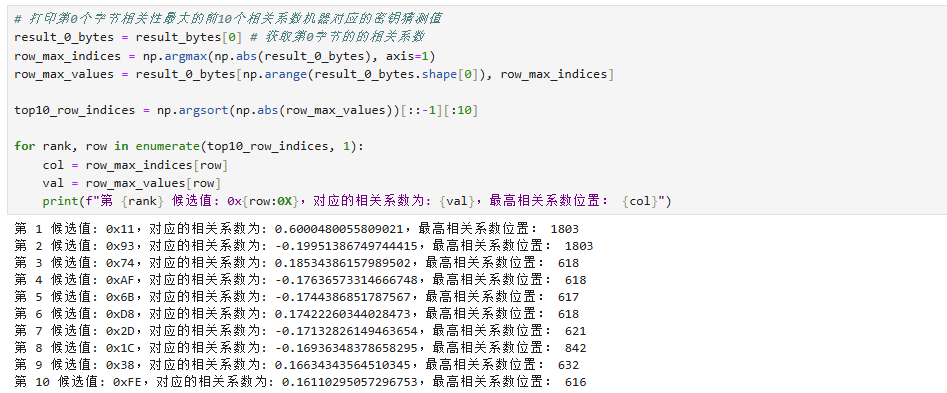 # 打印第0个字节相关性最大的前10个相关系数机器对应的密钥猜测值
result_0_bytes = result_bytes[0] # 获取第0字节的的相关系数
row_max_indices = np.argmax(np.abs(result_0_bytes), axis=1)
row_max_values = result_0_bytes[np.arange(result_0_bytes.shape[0]), row_max_indices]
top10_row_indices = np.argsort(np.abs(row_max_values))[::-1][:10]
for rank, row in enumerate(top10_row_indices, 1):
    col = row_max_indices[row]
    val = row_max_values[row]
    print(f"第 {rank} 候选值: 0x{row:0X}, 对应的相关系数为: {val}, 最高相关系数位置: {col}")
第 1 候选值: 0x11, 对应的相关系数为: 0.6000480055809021, 最高相关系数位置: 1803
第 2 候选值: 0x93, 对应的相关系数为: -0.19951386749744415, 最高相关系数位置: 1803
第 3 候选值: 0x74, 对应的相关系数为: 0.18534386157989502, 最高相关系数位置: 618
第 4 候选值: 0xAF, 对应的相关系数为: -0.17636573314666748, 最高相关系数位置: 618
第 5 候选值: 0x6B, 对应的相关系数为: -0.1744386851787567, 最高相关系数位置: 617
第 6 候选值: 0xD8, 对应的相关系数为: 0.17422260344028473, 最高相关系数位置: 618
第 7 候选值: 0x2D, 对应的相关系数为: -0.17132826149463654, 最高相关系数位置: 621
第 8 候选值: 0x1C, 对应的相关系数为: -0.16936348378658295, 最高相关系数位置: 842
第 9 候选值: 0x38, 对应的相关系数为: 0.16634343564510345, 最高相关系数位置: 632
第 10 候选值: 0xFE, 对应的相关系数为: 0.16110295057296753, 最高相关系数位置: 616